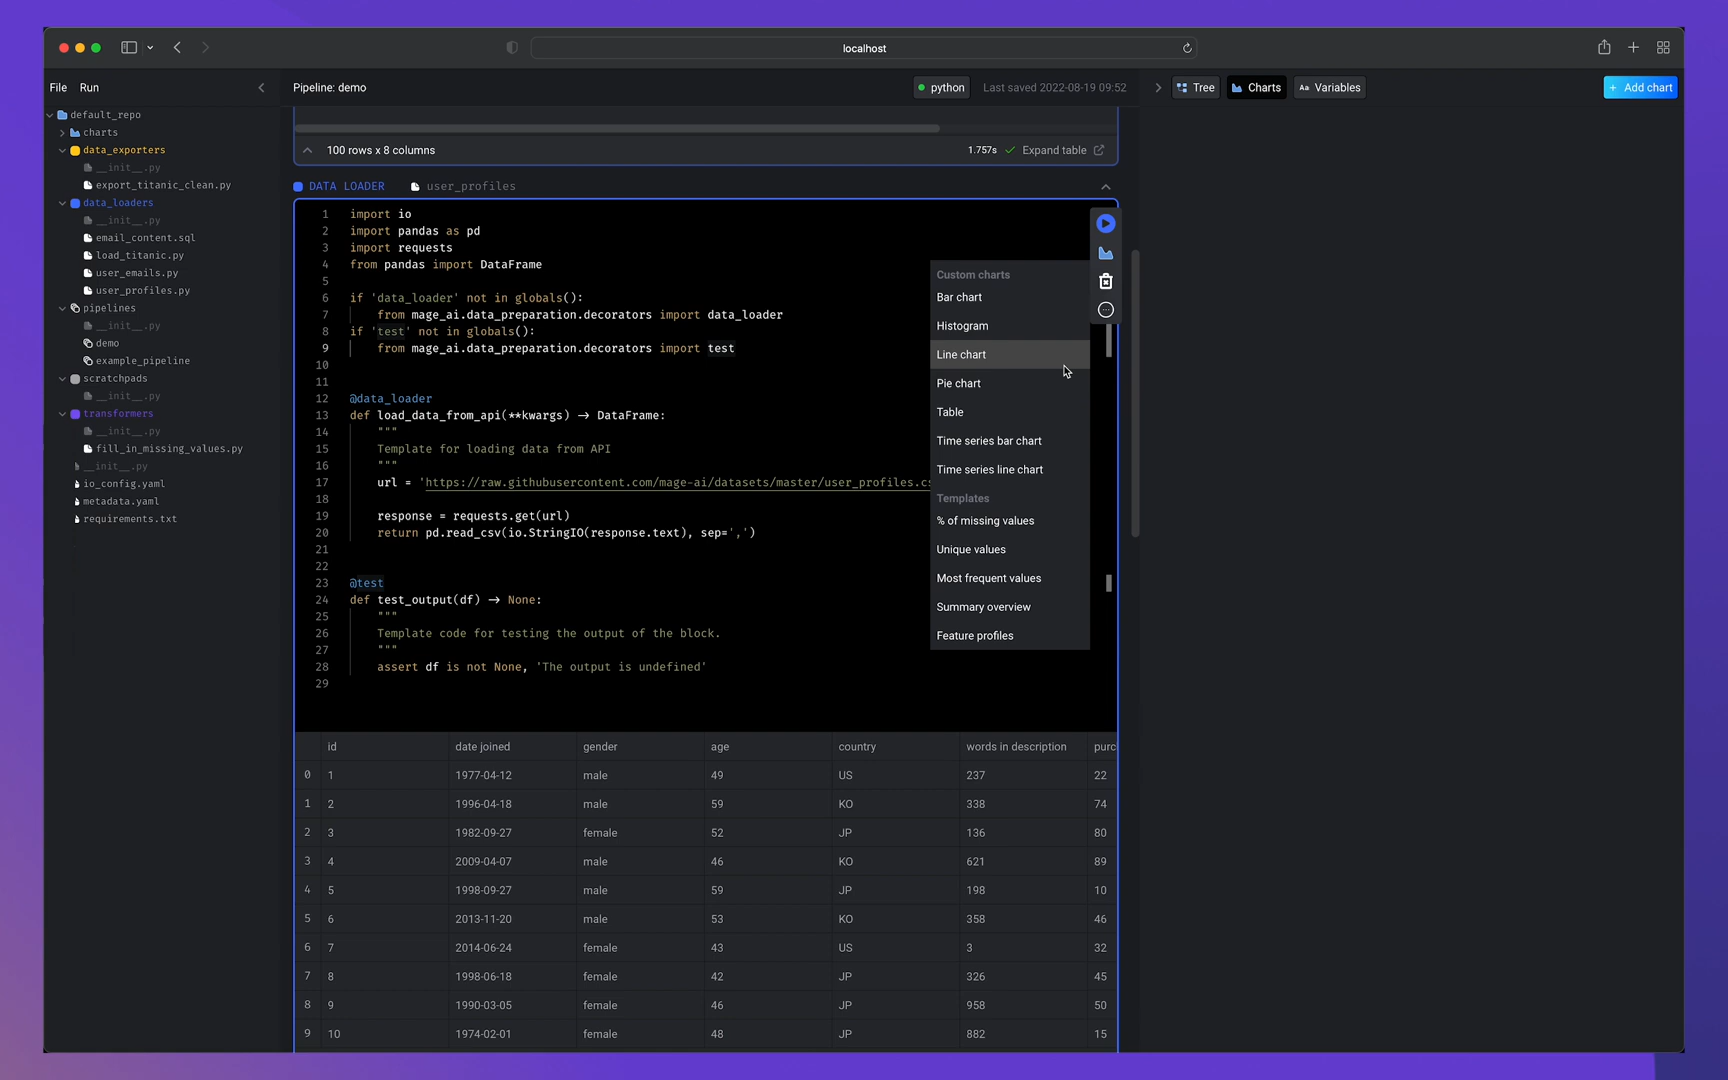 localhost
File Run
Pipeline: demo
python
Last saved 2022-08-19 09:52
Tree
Charts
Variables
+ Add chart
default_repo
charts
data_exporters
__init__.py
export_titanic_clean.py
data_loaders
__init__.py
email_content.sql
load_titanic.py
user_emails.py
user_profiles.py
pipelines
__init__.py
demo
example_pipeline
scratchpads
__init__.py
transformers
__init__.py
fill_in_missing_values.py
__init__.py
io_config.yaml
metadata.yaml
requirements.txt
100 rows x 8 columns
1.757s
Expand table
DATA LOADER user_profiles
1 import io
2 import pandas as pd
3 import requests
4 from pandas import DataFrame
5
6 if 'data_loader' not in globals():
7 from mage_ai.data_preparation.decorators import data_loader
8 if 'test' not in globals():
9 from mage_ai.data_preparation.decorators import test
10
11
12 @data_loader
13 def load_data_from_api(**kwargs) → DataFrame:
14 """
15 Template for loading data from API
16 """
17 url = 'https://raw.githubusercontent.com/mage-ai/datasets/master/user_profiles.cs
18
19 response = requests.get(url)
20 return pd.read_csv(io.StringIO(response.text), sep=',')
21
22
23 @test
24 def test_output(df) → None:
25 """
26 Template code for testing the output of the block.
27 """
28 assert df is not None, 'The output is undefined'
29
Custom charts
Bar chart
Histogram
Line chart
Pie chart
Table
Time series bar chart
Time series line chart
Templates
% of missing values
Unique values
Most frequent values
Summary overview
Feature profiles
id date joined gender age country words in description purc
0 1 1977-04-12 male 49 US 237 22
1 2 1996-04-18 male 59 KO 338 74
2 3 1982-09-27 female 52 JP 136 80
3 4 2009-04-07 male 46 KO 621 89
4 5 1998-09-27 male 59 JP 198 10
5 6 2013-11-20 male 53 KO 358 46
6 7 2014-06-24 female 43 US 3 32
7 8 1998-06-18 female 42 JP 326 45
8 9 1990-03-05 female 46 JP 958 50
9 10 1974-02-01 female 48 JP 882 15